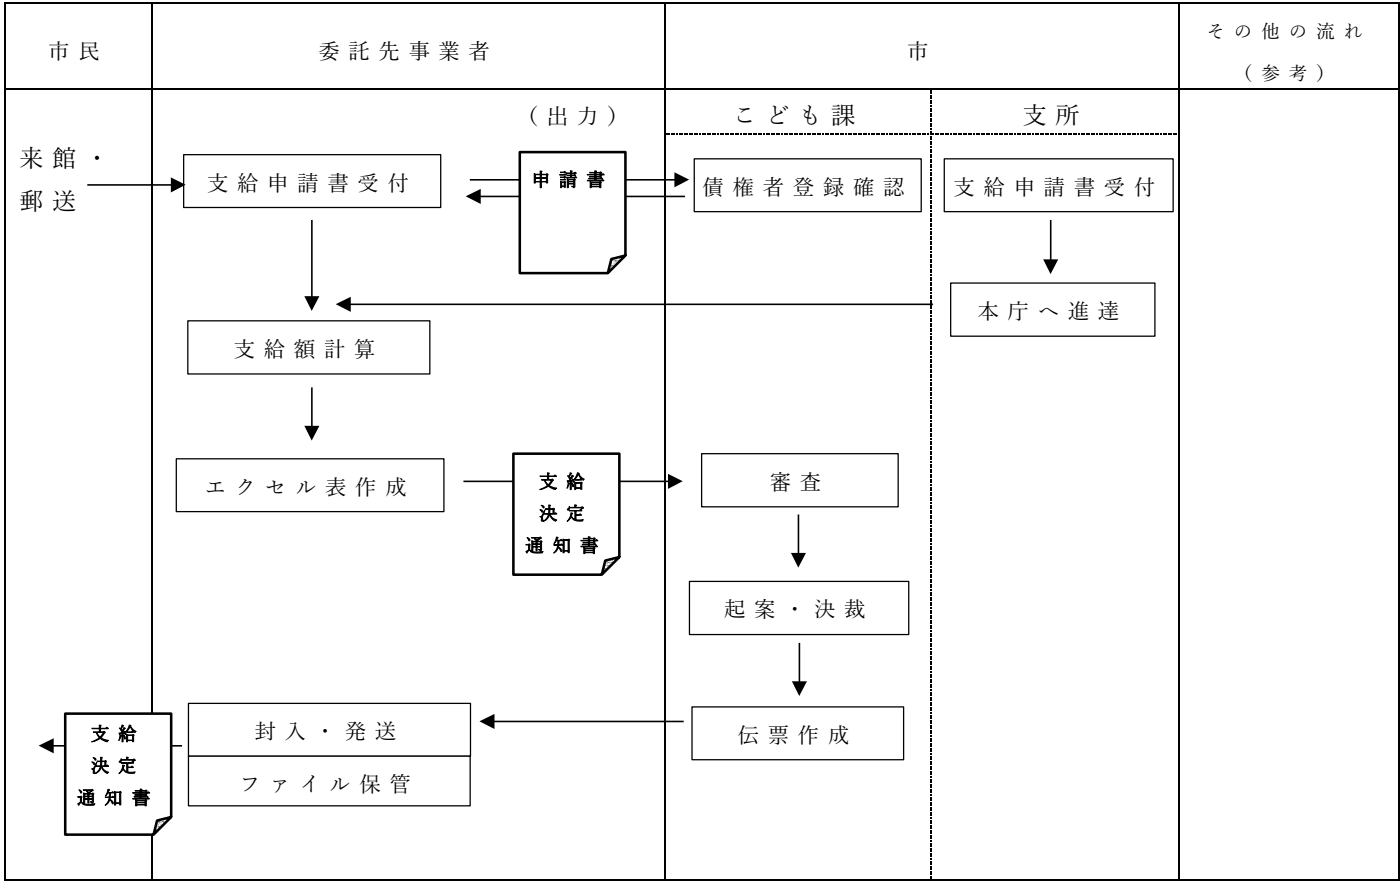 市民
委託先事業者
市
その他の流れ
（参考）
（出力）
こども課
支所
来館・
郵送
支給申請書受付
申請書
債権者登録確認
支給申請書受付
本庁へ進達
支給額計算
エクセル表作成
支給
決定
通知書
審査
起案・決裁
伝票作成
封入・発送
ファイル保管
支給
決定
通知書